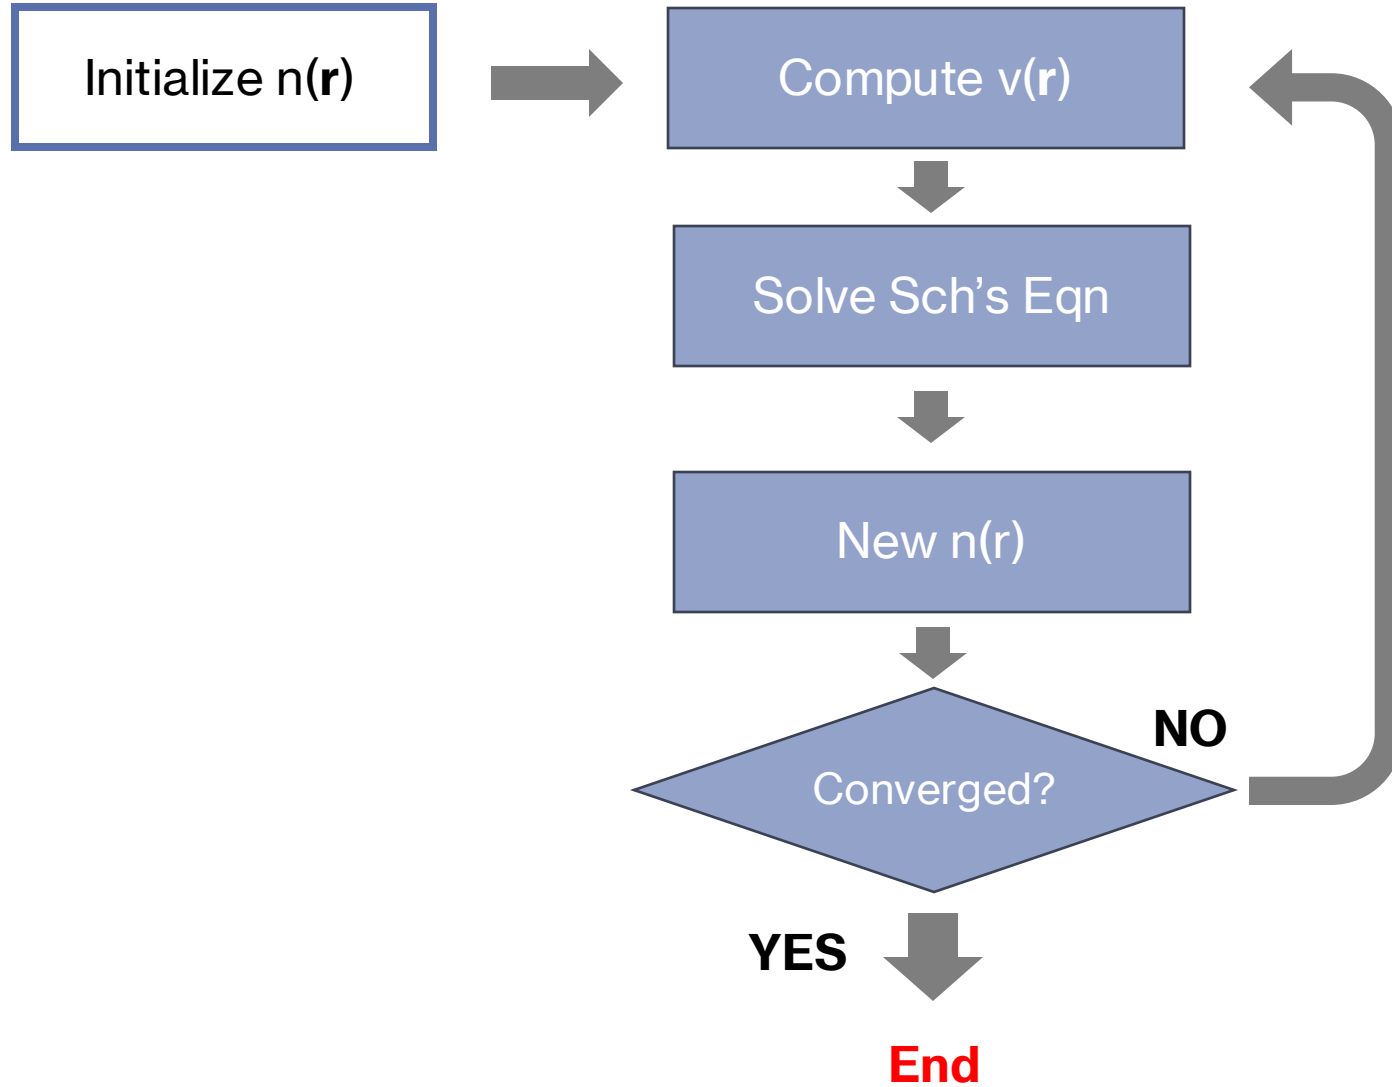 Initialize n(r)
Compute v(r)
Solve Sch’s Eqn
New n(r)
Converged?
NO
YES
End